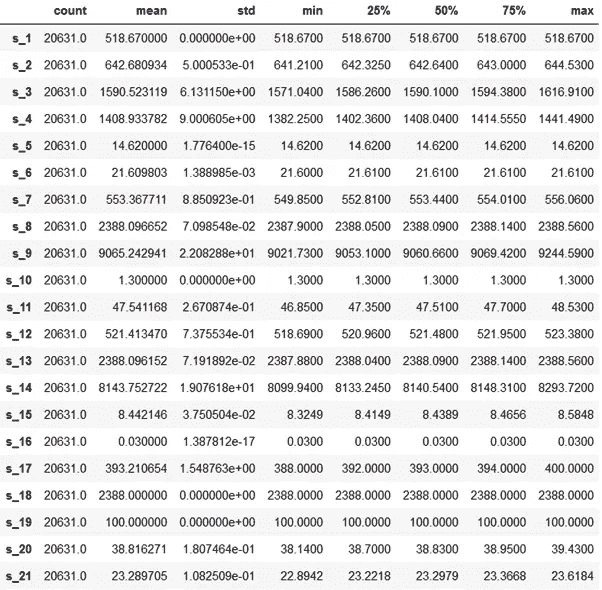 count mean std min 25% 50% 75% max
s_1 20631.0 518.670000 0.000000e+00 518.6700 518.6700 518.6700 518.6700 518.6700
s_2 20631.0 642.680934 5.000533e-01 641.2100 642.3250 642.6400 643.0000 644.5300
s_3 20631.0 1590.523119 6.131150e+00 1571.0400 1586.2600 1590.1000 1594.3800 1616.9100
s_4 20631.0 1408.933782 9.000605e+00 1382.2500 1402.3600 1408.0400 1414.5550 1441.4900
s_5 20631.0 14.620000 1.776400e-15 14.6200 14.6200 14.6200 14.6200 14.6200
s_6 20631.0 21.609803 1.388985e-03 21.6000 21.6100 21.6100 21.6100 21.6100
s_7 20631.0 553.367711 8.850923e-01 549.8500 552.8100 553.4400 554.0100 556.0600
s_8 20631.0 2388.096652 7.098548e-02 2387.9000 2388.0500 2388.0900 2388.1400 2388.5600
s_9 20631.0 9065.242941 2.208288e+01 9021.7300 9053.1000 9060.6600 9069.4200 9244.5900
s_10 20631.0 1.300000 0.000000e+00 1.3000 1.3000 1.3000 1.3000 1.3000
s_11 20631.0 47.541168 2.670874e-01 46.8500 47.3500 47.5100 47.7000 48.5300
s_12 20631.0 521.413470 7.375534e-01 518.6900 520.9600 521.4800 521.9500 523.3800
s_13 20631.0 2388.096152 7.191892e-02 2387.8800 2388.0400 2388.0900 2388.1400 2388.5600
s_14 20631.0 8143.752722 1.907618e+01 8099.9400 8133.2450 8140.5400 8148.3100 8293.7200
s_15 20631.0 8.442146 3.750504e-02 8.3249 8.4149 8.4389 8.4656 8.5848
s_16 20631.0 0.030000 1.387812e-17 0.0300 0.0300 0.0300 0.0300 0.0300
s_17 20631.0 393.210654 1.548763e+00 388.0000 392.0000 393.0000 394.0000 400.0000
s_18 20631.0 2388.000000 0.000000e+00 2388.0000 2388.0000 2388.0000 2388.0000 2388.0000
s_19 20631.0 100.000000 0.000000e+00 100.0000 100.0000 100.0000 100.0000 100.0000
s_20 20631.0 38.816271 1.807464e-01 38.1400 38.7000 38.8300 38.9500 39.4300
s_21 20631.0 23.289705 1.082509e-01 22.8942 23.2218 23.2979 23.3668 23.6184